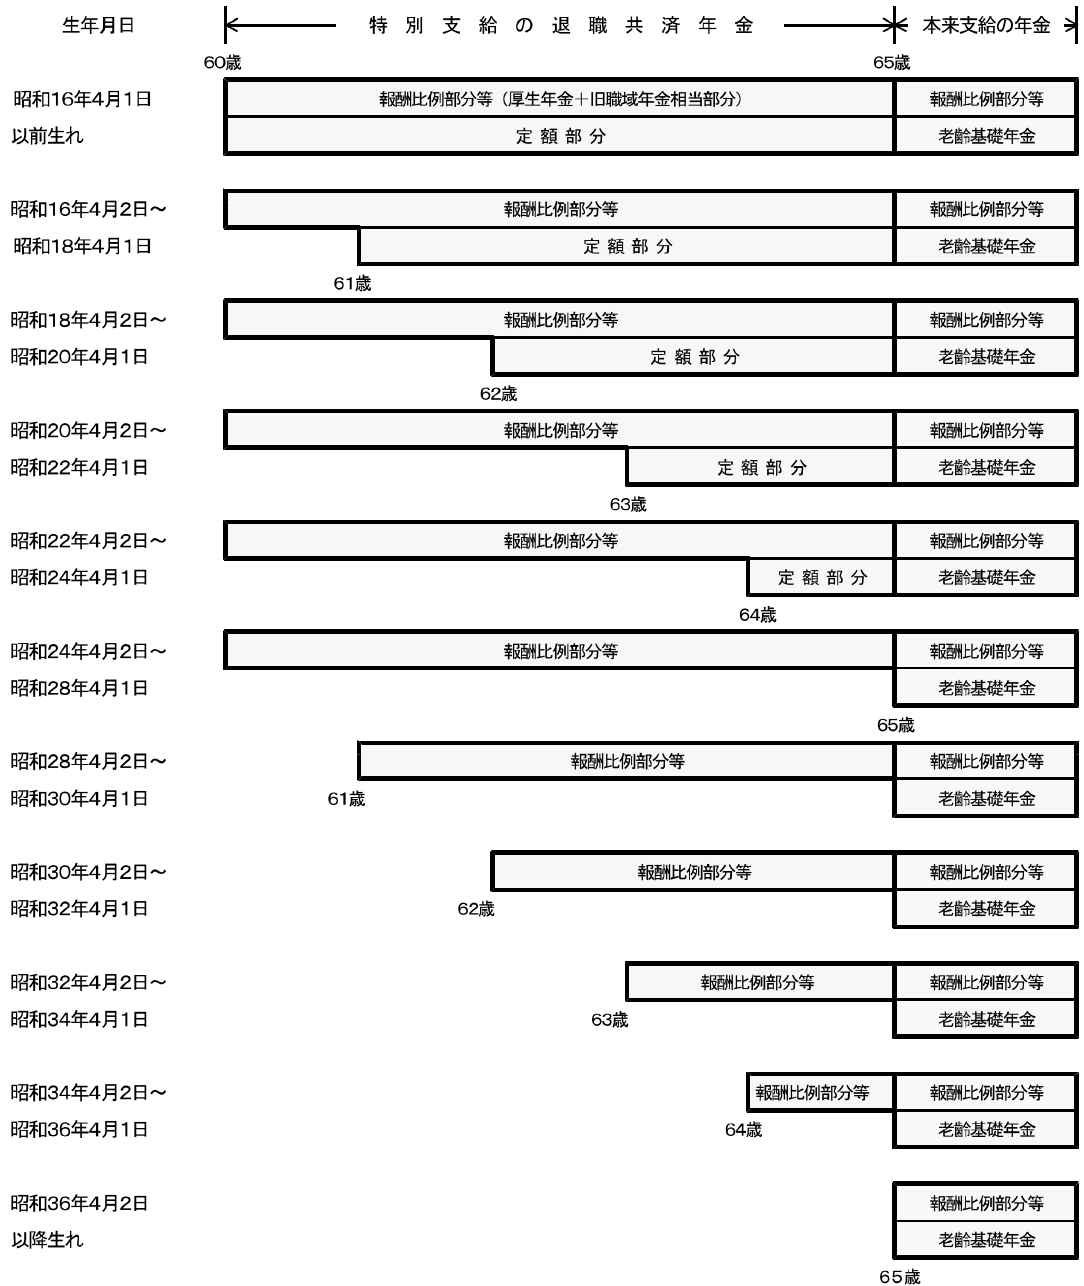 生年月日 特別支給の退職共済年金 本来支給の年金
60歳 65歳
昭和16年4月1日 報酬比例部分等（厚生年金＋旧職域年金相当部分） 報酬比例部分等
以前生れ 定額部分 老齢基礎年金
昭和16年4月2日～ 報酬比例部分等 報酬比例部分等
昭和18年4月1日 定額部分 老齢基礎年金
61歳
昭和18年4月2日～ 報酬比例部分等 報酬比例部分等
昭和20年4月1日 定額部分 老齢基礎年金
62歳
昭和20年4月2日～ 報酬比例部分等 報酬比例部分等
昭和22年4月1日 定額部分 老齢基礎年金
63歳
昭和22年4月2日～ 報酬比例部分等 報酬比例部分等
昭和24年4月1日 定額部分 老齢基礎年金
64歳
昭和24年4月2日～ 報酬比例部分等 報酬比例部分等
昭和28年4月1日 老齢基礎年金
65歳
昭和28年4月2日～ 報酬比例部分等 報酬比例部分等
昭和30年4月1日 61歳 老齢基礎年金
昭和30年4月2日～ 報酬比例部分等 報酬比例部分等
昭和32年4月1日 62歳 老齢基礎年金
昭和32年4月2日～ 報酬比例部分等 報酬比例部分等
昭和34年4月1日 63歳 老齢基礎年金
昭和34年4月2日～ 報酬比例部分等 報酬比例部分等
昭和36年4月1日 64歳 老齢基礎年金
昭和36年4月2日 報酬比例部分等
以降生れ 老齢基礎年金
65歳